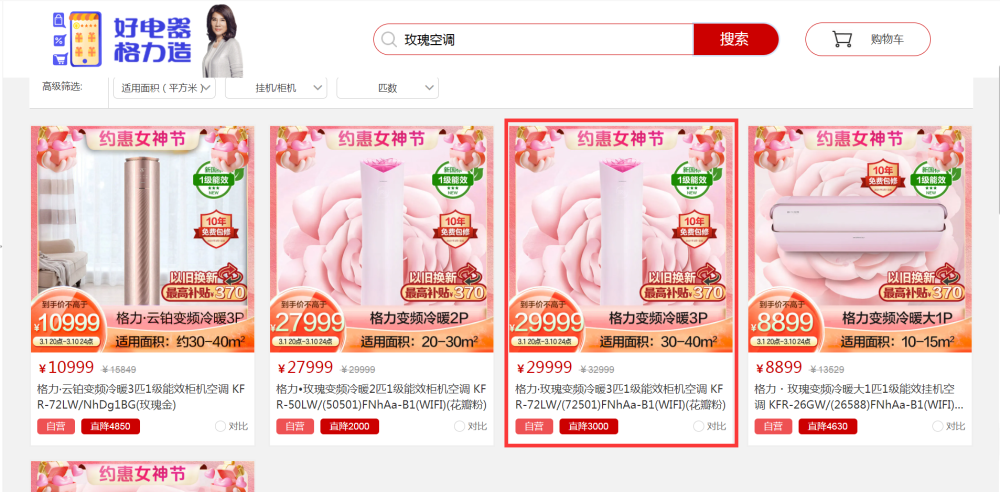 好电器
格力造
玫瑰空调
搜索
购物车
高级筛选:
适用面积（平方米）
挂机/柜机
匹数
约惠女神节
新国标
1级能效
NEW
10年
免费包修
以旧换新
最高补贴370
到手价不高于
¥10999
3.1 20点-3.10 24点
格力·云铂变频冷暖3P
适用面积：约30-40m²
¥10999
¥15849
格力·云铂变频冷暖3匹1级能效柜机空调 KF
R-72LW/NhDg1BG(玫瑰金)
自营
直降4850
对比
约惠女神节
新国标
1级能效
NEW
10年
免费包修
以旧换新
最高补贴370
到手价不高于
¥27999
3.1 20点-3.10 24点
格力变频冷暖2P
适用面积：20-30m²
¥27999
¥29999
格力•玫瑰变频冷暖2匹1级能效柜机空调 KF
R-50LW/(50501)FNhAa-B1(WIFI)(花瓣粉)
自营
直降2000
对比
约惠女神节
新国标
1级能效
NEW
10年
免费包修
以旧换新
最高补贴370
到手价不高于
¥29999
3.1 20点-3.10 24点
格力变频冷暖3P
适用面积：30-40m²
¥29999
¥32999
格力·玫瑰变频冷暖3匹1级能效柜机空调 KF
R-72LW/(72501)FNhAa-B1(WIFI)(花瓣粉)
自营
直降3000
对比
约惠女神节
10年
免费包修
新国标
1级能效
NEW
以旧换新
最高补贴370
到手价不高于
¥8899
3.1 20点-3.10 24点
格力变频冷暖大1P
适用面积：10-15m²
¥8899
¥13529
格力・玫瑰变频冷暖大1匹1级能效挂机空
调 KFR-26GW/(26588)FNhAa-B1(WIFI)...
自营
直降4630
对比
约惠女神节